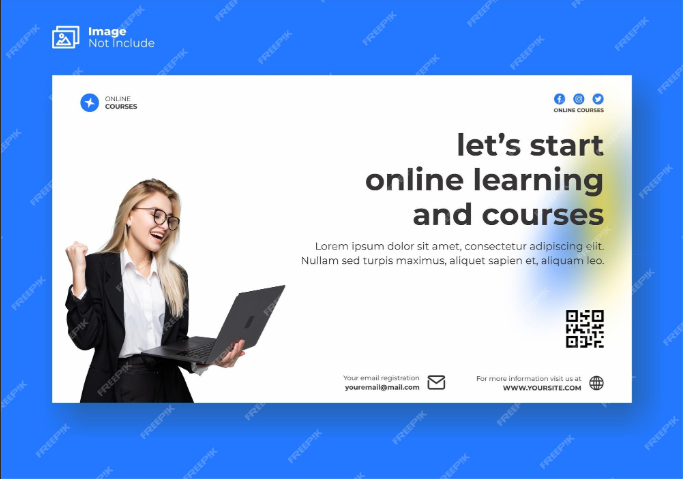 Image
Not Include
ONLINE
COURSES
ONLINE COURSES
let's start
online learning
and courses
Lorem ipsum dolor sit amet, consectetur adipiscing elit.
Nullam sed turpis maximus, aliquet sapien et, aliquam leo.
Your email registration
youremail@mail.com
For more information visit us at
WWW.YOURSITE.COM
FREEPIK